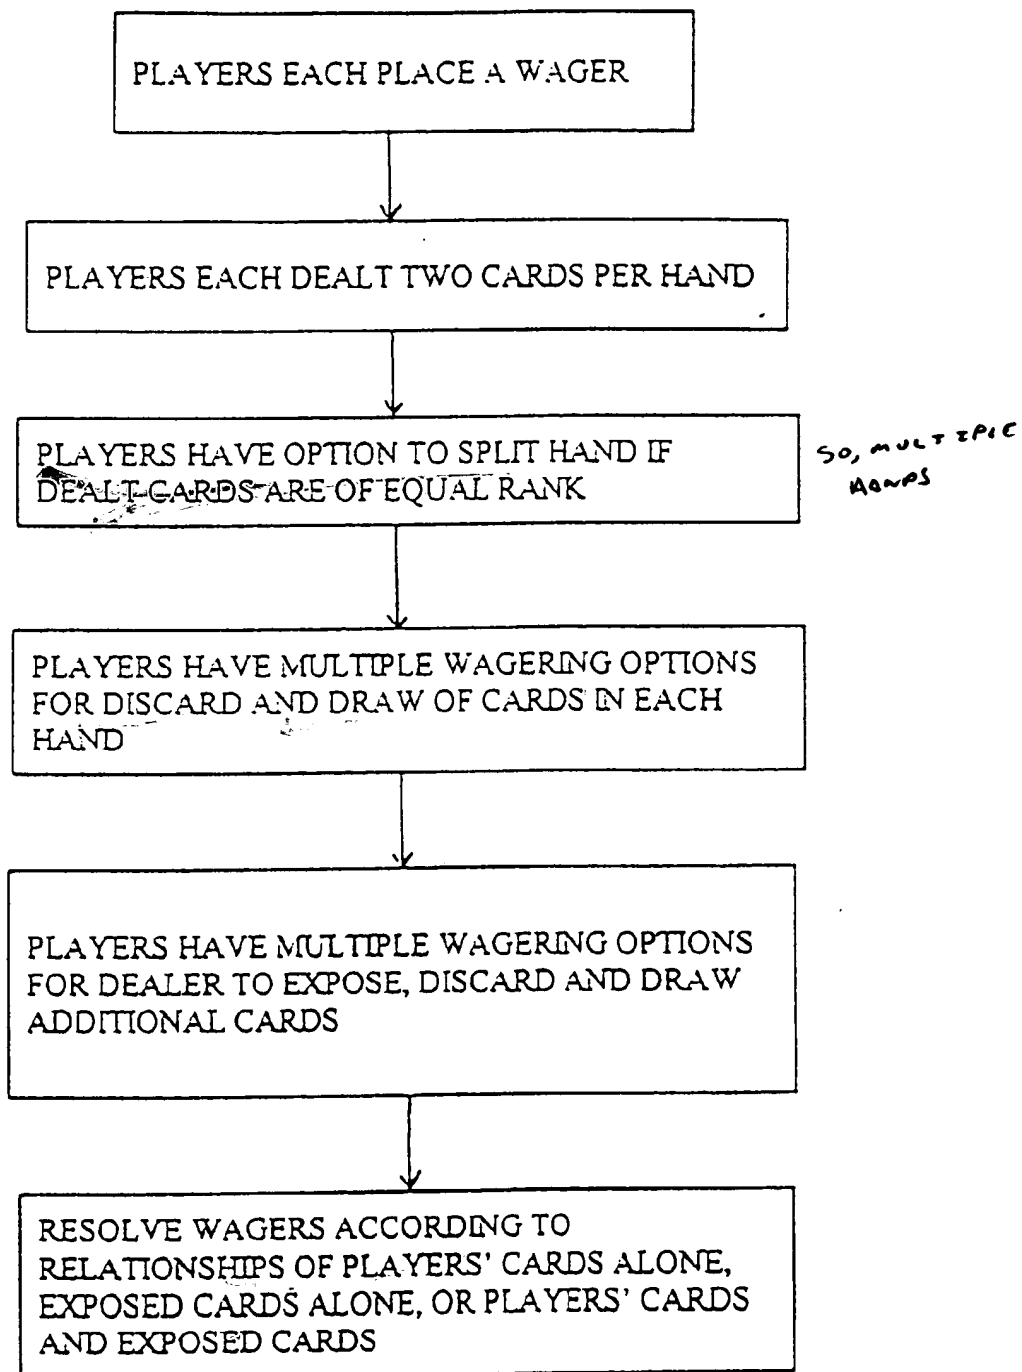 PLAYERS EACH PLACE A WAGER
PLAYERS EACH DEALT TWO CARDS PER HAND
PLAYERS HAVE OPTION TO SPLIT HAND IF
DEALT CARDS ARE OF EQUAL RANK
SO, MULTIPLE
HANDS
PLAYERS HAVE MULTIPLE WAGERING OPTIONS
FOR DISCARD AND DRAW OF CARDS IN EACH
HAND
PLAYERS HAVE MULTIPLE WAGERING OPTIONS
FOR DEALER TO EXPOSE, DISCARD AND DRAW
ADDITIONAL CARDS
RESOLVE WAGERS ACCORDING TO
RELATIONSHIPS OF PLAYERS' CARDS ALONE,
EXPOSED CARDS ALONE, OR PLAYERS' CARDS
AND EXPOSED CARDS